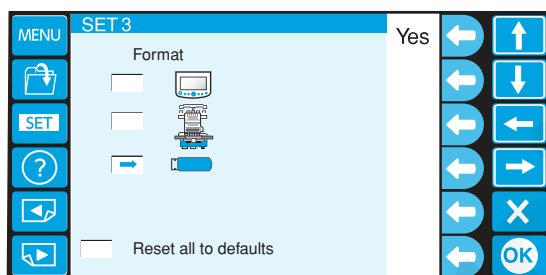 MENU
SET 3
Yes
Format
SET
?
Reset all to defaults
OK